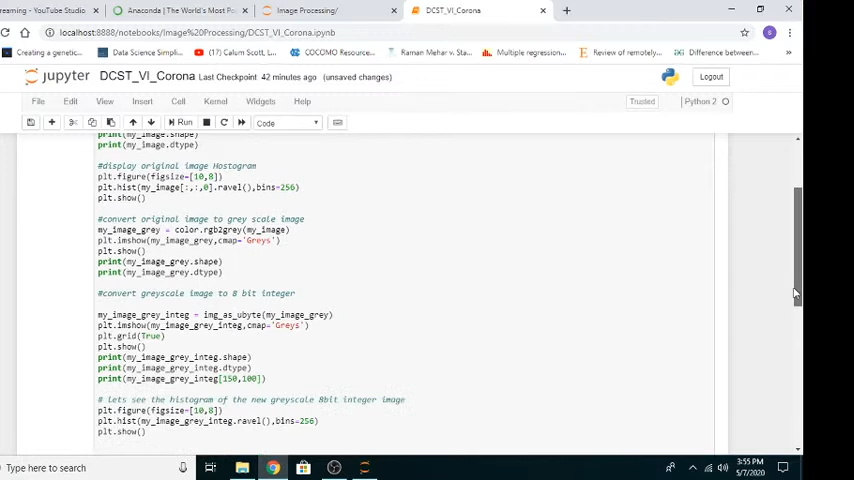 reaming - YouTube Studio
Anaconda | The World's Most Po
Image Processing/
DCST_VI_Corona
localhost:8888/notebooks/Image%20Processing/DCST_VI_Corona.ipynb
Creating a genetic...
Data Science Simpli...
(17) Calum Scott, L...
COCOMO Regressio...
Raman Mehar v. Sta...
Multiple regression...
Review of remotely...
Difference between...
jupyter DCST_VI_Corona Last Checkpoint 42 minutes ago (unsaved changes)
Logout
File Edit View Insert Cell Kernel Widgets Help
Trusted
Python 2
Run
Code
print(my_image.shape)
print(my_image.dtype)
#display original image Hostogram
plt.figure(figsize=[10,8])
plt.hist(my_image[:,:,0].ravel(),bins=256)
plt.show()
#convert original image to grey scale image
my_image_grey = color.rgb2grey(my_image)
plt.imshow(my_image_grey,cmap='Greys')
plt.show()
print(my_image_grey.shape)
print(my_image_grey.dtype)
#convert greyscale image to 8 bit integer
my_image_grey_integ = img_as_ubyte(my_image_grey)
plt.imshow(my_image_grey_integ,cmap='Greys')
plt.grid(True)
plt.show()
print(my_image_grey_integ.shape)
print(my_image_grey_integ.dtype)
print(my_image_grey_integ[150,100])
# lets see the histogram of the new greyscale 8bit integer image
plt.figure(figsize=[10,8])
plt.hist(my_image_grey_integ.ravel(),bins=256)
plt.show()
Type here to search
3:55 PM
5/7/2020